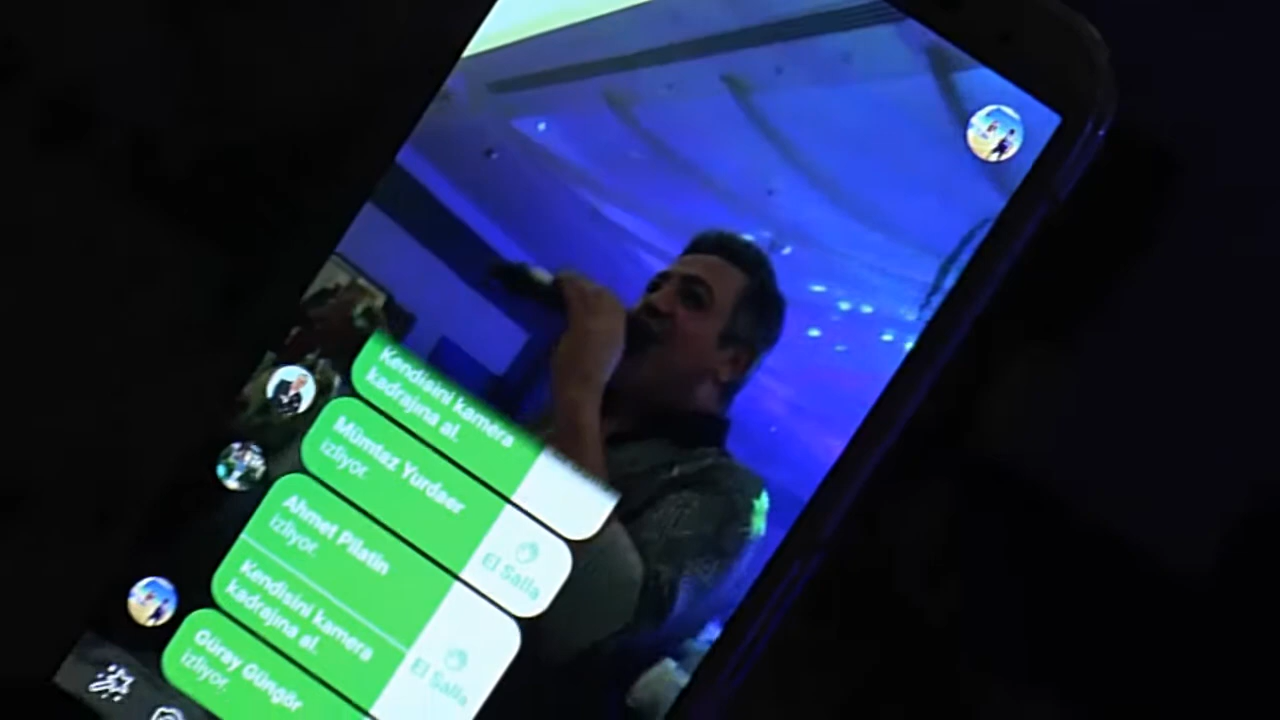 Kendisini kamera
kadrajına al.
Mümtaz Yurdaer
izliyor.
El Salla
Ahmet Pilatin
izliyor.
Kendisini kamera
kadrajına al.
El Salla
Güray Güngör
izliyor.